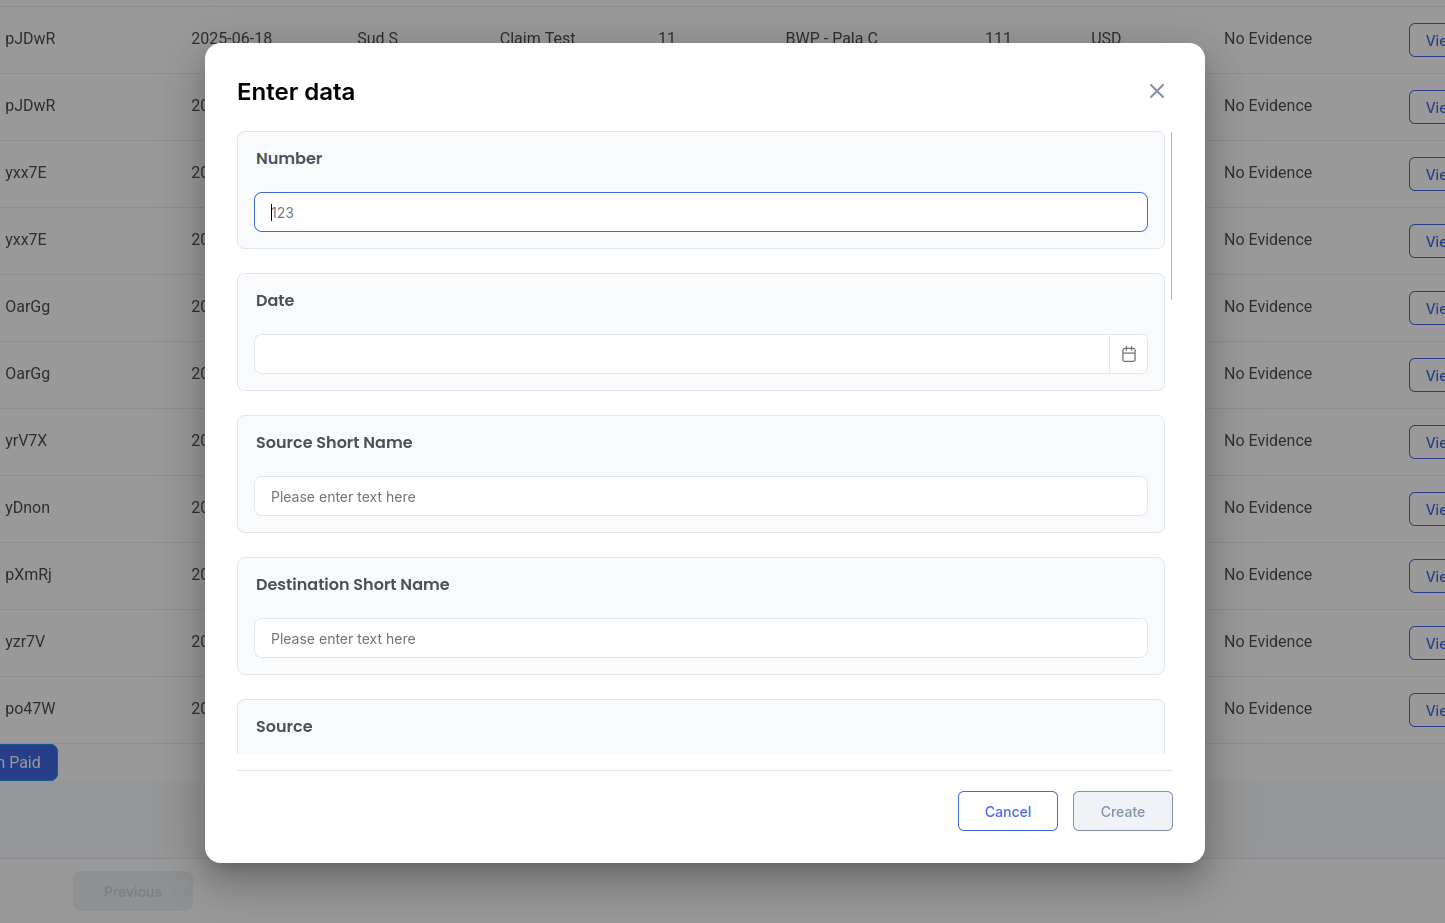 pJDwR 2025-06-18 Sud S Claim Test 11 BWP - Pala C 111 USD No Evidence Vie
Enter data
pJDwR 20 No Evidence Vie
Number
yxx7E 20 No Evidence Vie
123
yxx7E 20 No Evidence Vie
Date
OarGg 20 No Evidence Vie
OarGg 20 No Evidence Vie
Source Short Name
yrV7X 20 No Evidence Vie
Please enter text here
yDnon 20 No Evidence Vie
Destination Short Name
pXmRj 20 No Evidence Vie
Please enter text here
yzr7V 20 No Evidence Vie
Source
po47W 20 No Evidence Vie
n Paid
Cancel Create
Previous